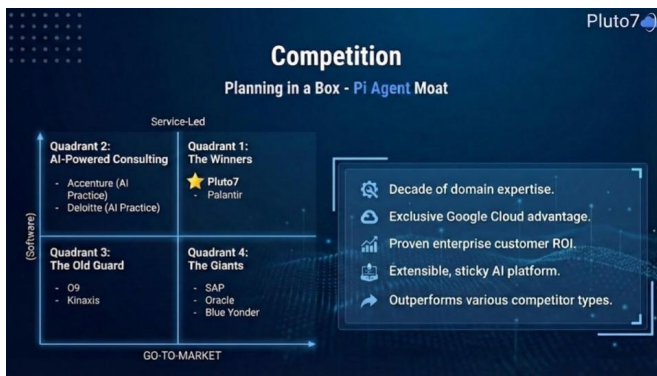 Pluto7
Competition
Planning in a Box - Pi Agent Moat
Service-Led
Quadrant 2:
AI-Powered Consulting
- Accenture (AI
Practice)
- Deloitte (AI Practice)
Quadrant 1:
The Winners
Pluto7
- Palantir
(Software)
Quadrant 3:
The Old Guard
- O9
- Kinaxis
Quadrant 4:
The Giants
- SAP
- Oracle
- Blue Yonder
GO-TO-MARKET
Decade of domain expertise.
Exclusive Google Cloud advantage.
Proven enterprise customer ROI.
Extensible, sticky AI platform.
Outperforms various competitor types.